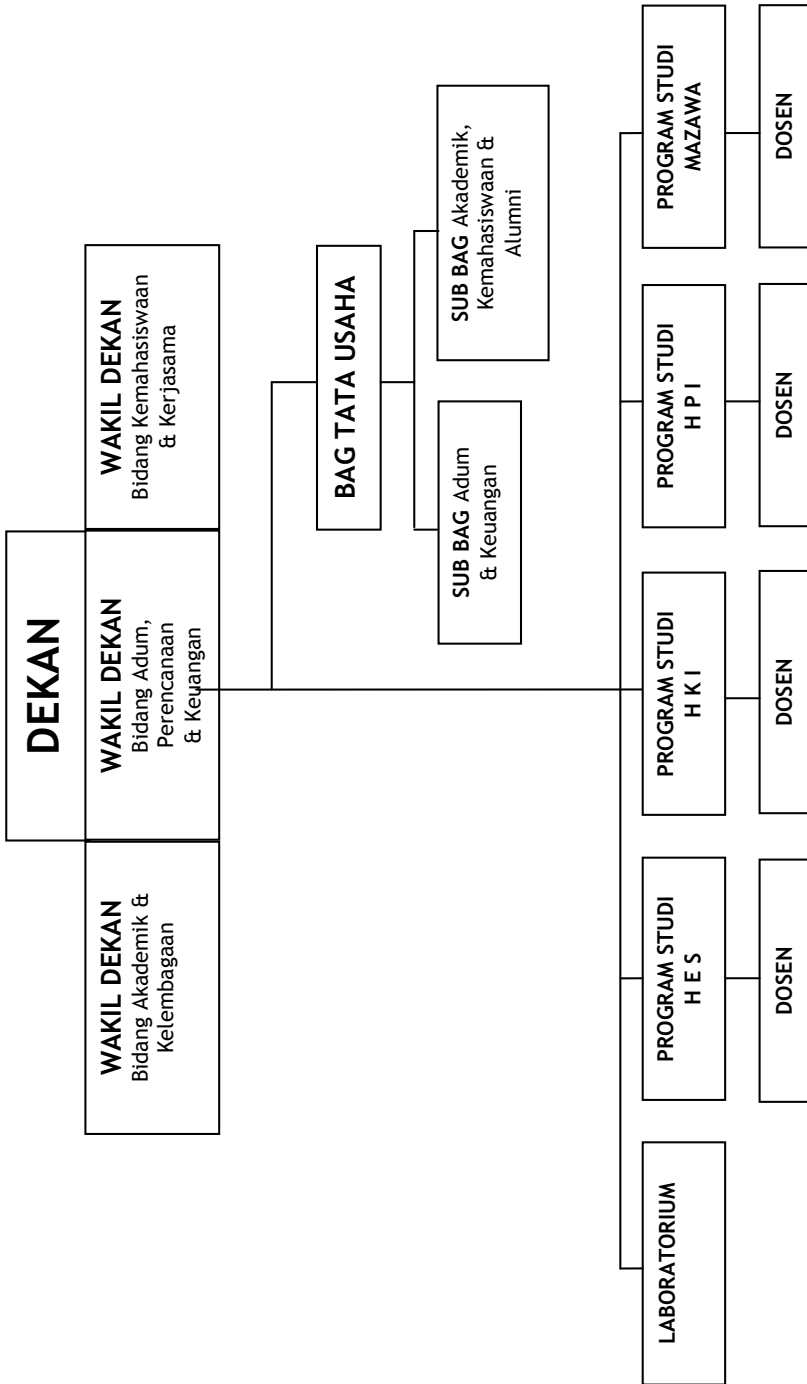 DEKAN
WAKIL DEKAN
Bidang Akademik &
Kelembagaan
WAKIL DEKAN
Bidang Adum,
Perencanaan
& Keuangan
WAKIL DEKAN
Bidang Kemahasiswaan
& Kerjasama
BAG TATA USAHA
SUB BAG Adum
& Keuangan
SUB BAG Akademik,
Kemahasiswaan &
Alumni
LABORATORIUM
PROGRAM STUDI
H E S
PROGRAM STUDI
H K I
PROGRAM STUDI
H P I
PROGRAM STUDI
MAZAWA
DOSEN
DOSEN
DOSEN
DOSEN